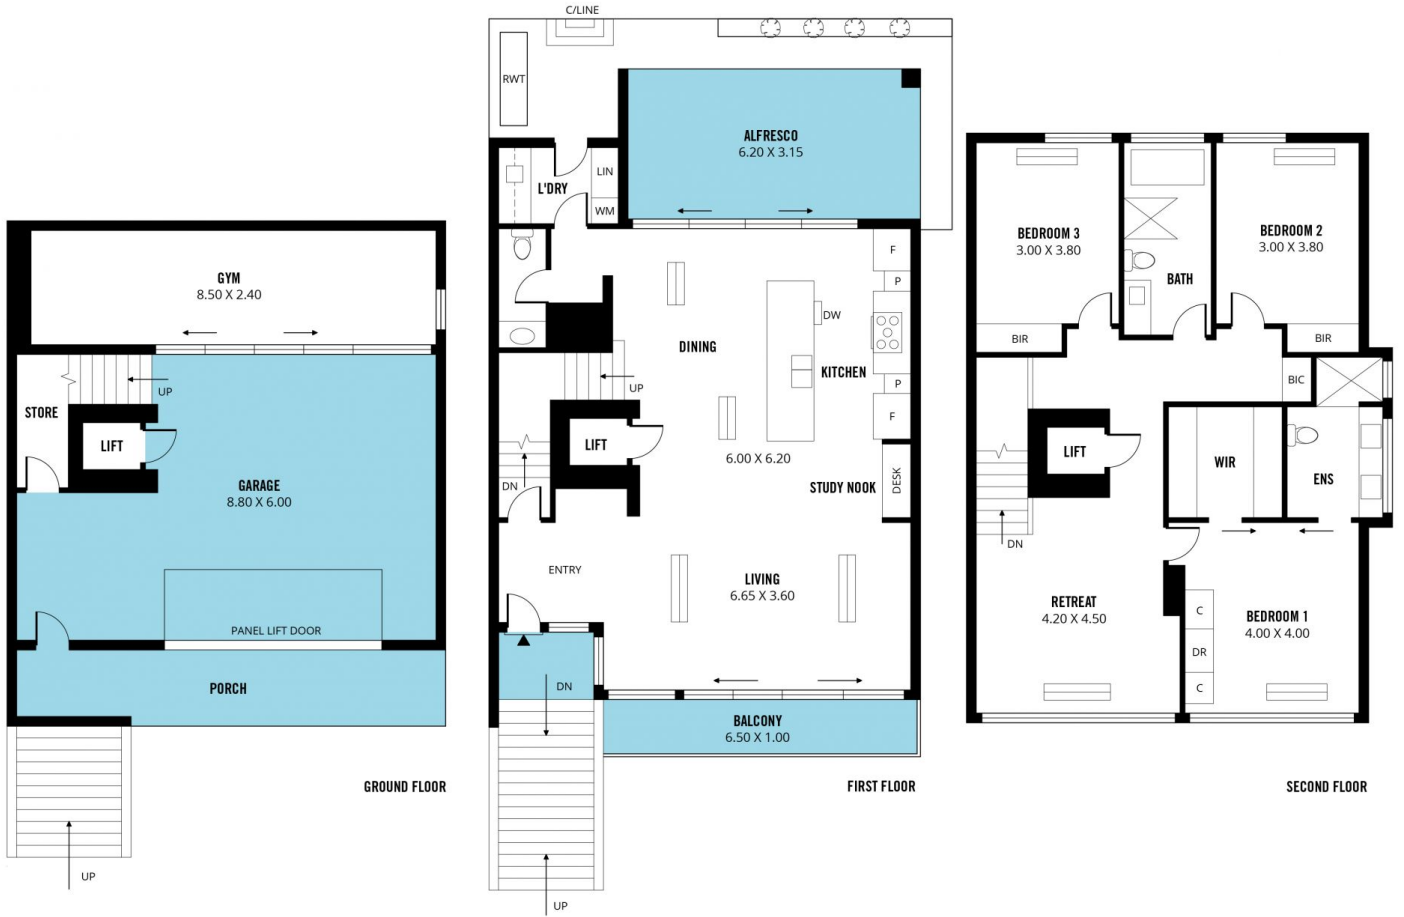 GYM
8.50 X 2.40
UP
STORE
LIFT
GARAGE
8.80 X 6.00
PANEL LIFT DOOR
PORCH
UP
GROUND FLOOR
C/LINE
RWT
ALFRESCO
6.20 X 3.15
L'DRY
LIN
WM
F
P
DW
DINING
KITCHEN
UP
P
F
LIFT
6.00 X 6.20
DN
STUDY NOOK
DESK
ENTRY
LIVING
6.65 X 3.60
DN
BALCONY
6.50 X 1.00
UP
FIRST FLOOR
BEDROOM 3
3.00 X 3.80
BATH
BEDROOM 2
3.00 X 3.80
BIR
BIR
BIC
LIFT
WIR
ENS
DN
RETREAT
4.20 X 4.50
C
DR
C
BEDROOM 1
4.00 X 4.00
SECOND FLOOR